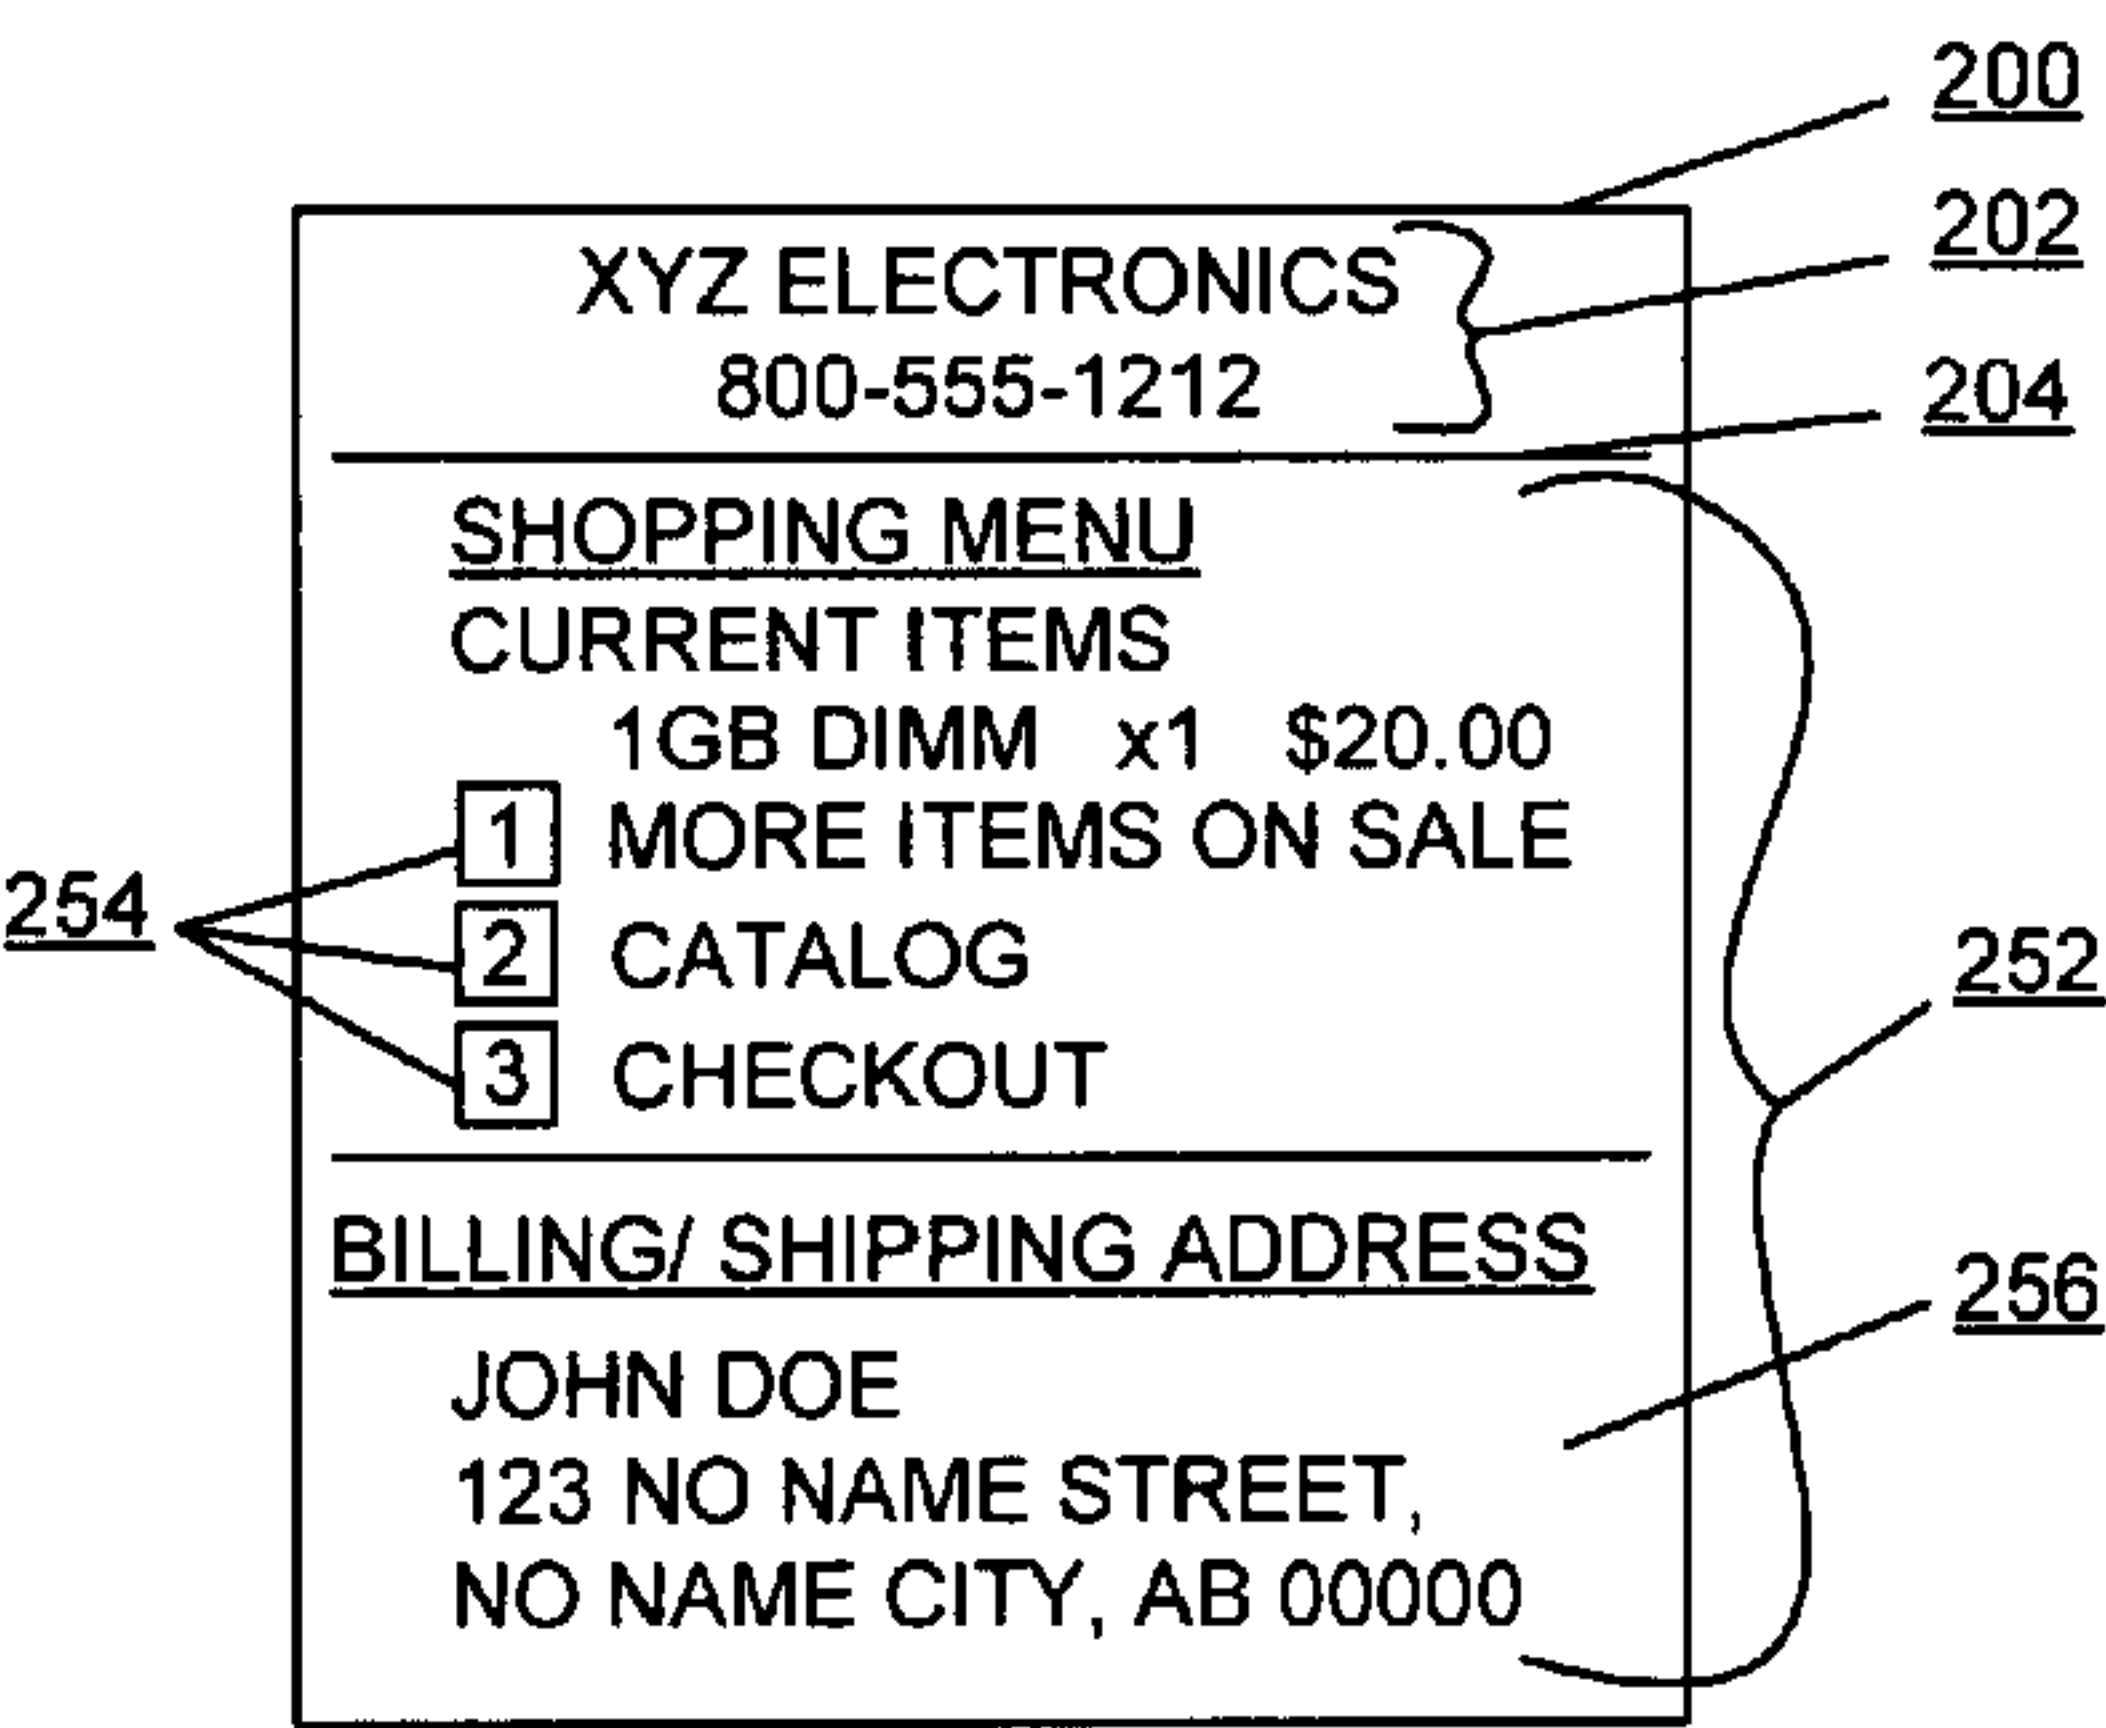 200
202
XYZ ELECTRONICS
800-555-1212
204
SHOPPING MENU
CURRENT ITEMS
1GB DIMM x1 $20.00
1 MORE ITEMS ON SALE
254
2 CATALOG
252
3 CHECKOUT
BILLING/ SHIPPING ADDRESS
256
JOHN DOE
123 NO NAME STREET,
NO NAME CITY, AB 00000